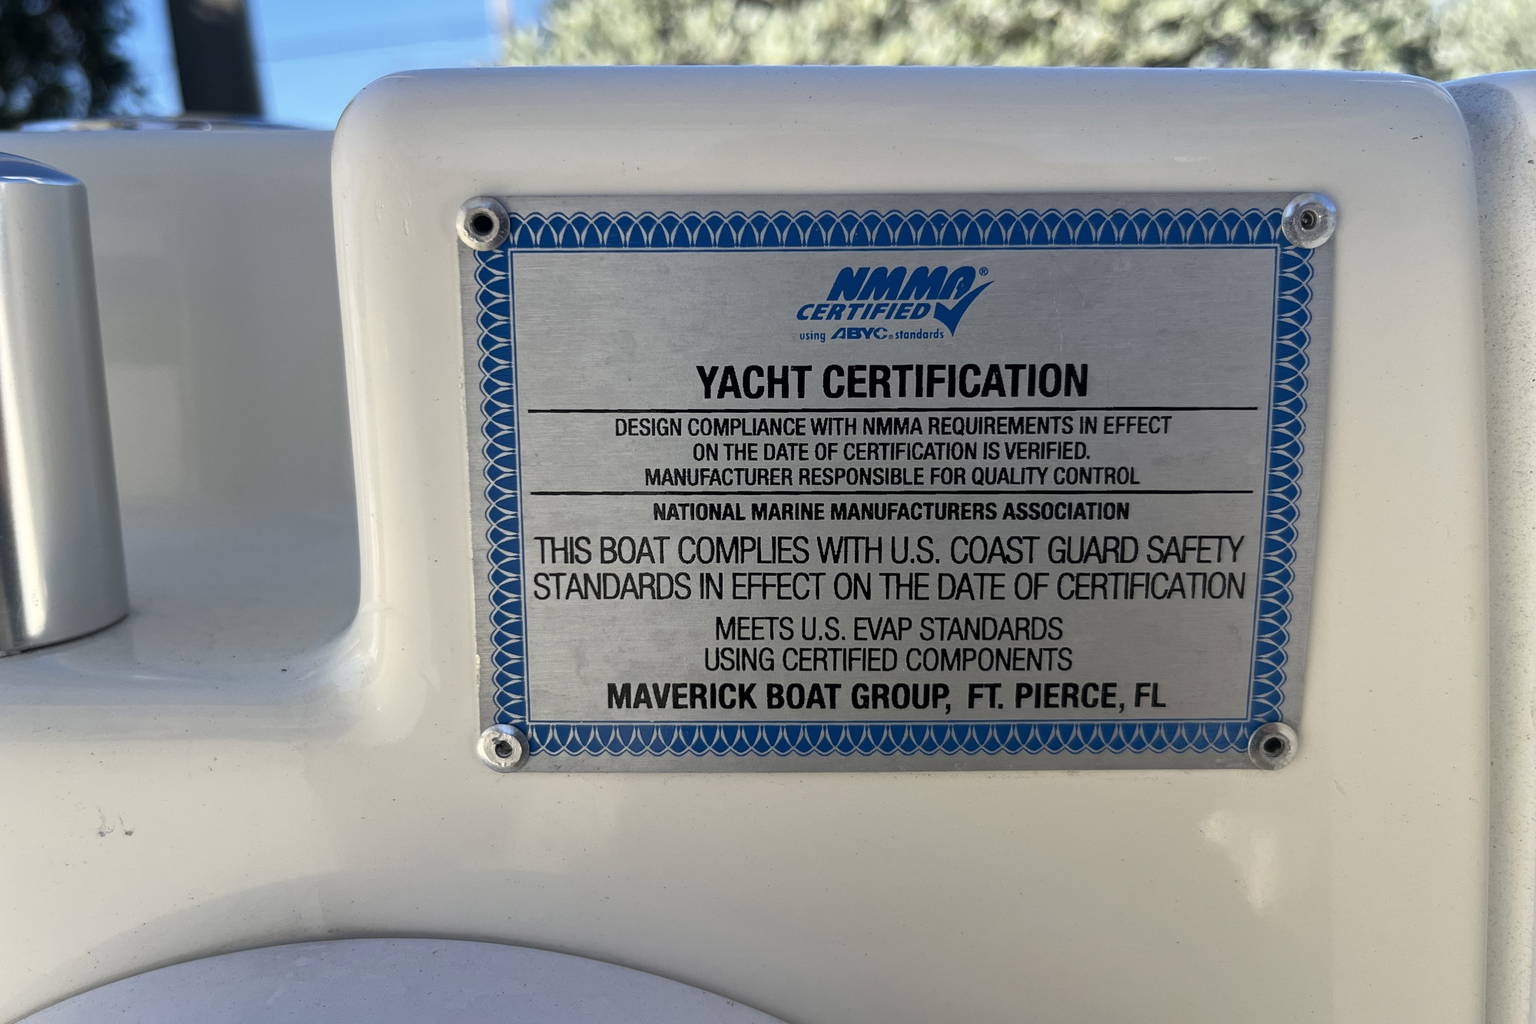 NMMA®
CERTIFIED
using ABYC® standards
YACHT CERTIFICATION
DESIGN COMPLIANCE WITH NMMA REQUIREMENTS IN EFFECT
ON THE DATE OF CERTIFICATION IS VERIFIED.
MANUFACTURER RESPONSIBLE FOR QUALITY CONTROL
NATIONAL MARINE MANUFACTURERS ASSOCIATION
THIS BOAT COMPLIES WITH U.S. COAST GUARD SAFETY
STANDARDS IN EFFECT ON THE DATE OF CERTIFICATION
MEETS U.S. EVAP STANDARDS
USING CERTIFIED COMPONENTS
MAVERICK BOAT GROUP, FT. PIERCE, FL